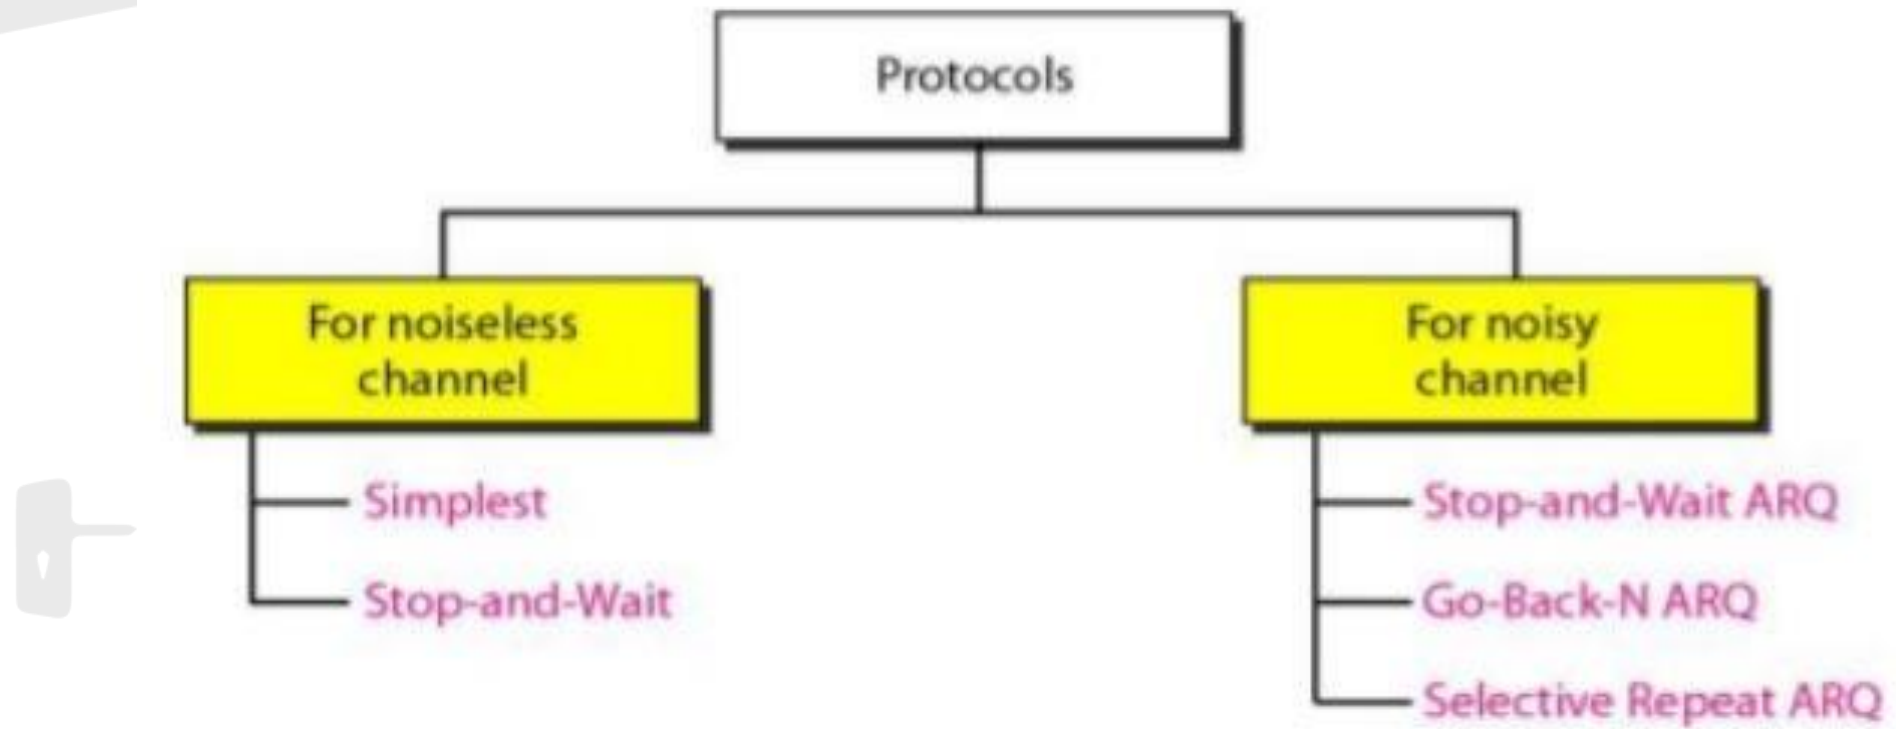 Protocols
For noiseless
channel
Simplest
Stop-and-Wait
For noisy
channel
Stop-and-Wait ARQ
Go-Back-N ARQ
Selective Repeat ARQ